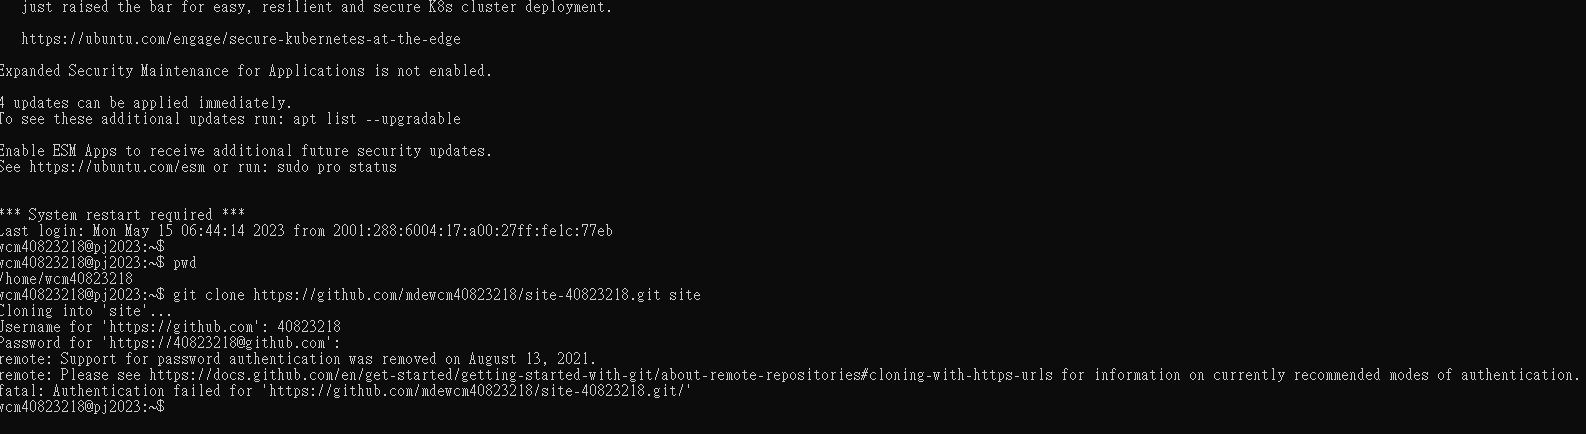 just raised the bar for easy, resilient and secure K8s cluster deployment.
https://ubuntu.com/engage/secure-kubernetes-at-the-edge
Expanded Security Maintenance for Applications is not enabled.
4 updates can be applied immediately.
To see these additional updates run: apt list --upgradable
Enable ESM Apps to receive additional future security updates.
See https://ubuntu.com/esm or run: sudo pro status
*** System restart required ***
Last login: Mon May 15 06:44:14 2023 from 2001:288:6004:17:a00:27ff:fe1c:77eb
wcm40823218@pj2023:~$
wcm40823218@pj2023:~$ pwd
/home/wcm40823218
wcm40823218@pj2023:~$ git clone https://github.com/mdewcm40823218/site-40823218.git site
Cloning into 'site'...
Username for 'https://github.com': 40823218
Password for 'https://40823218@github.com':
remote: Support for password authentication was removed on August 13, 2021.
remote: Please see https://docs.github.com/en/get-started/getting-started-with-git/about-remote-repositories#cloning-with-https-urls for information on currently recommended modes of authentication.
fatal: Authentication failed for 'https://github.com/mdewcm40823218/site-40823218.git/'
wcm40823218@pj2023:~$